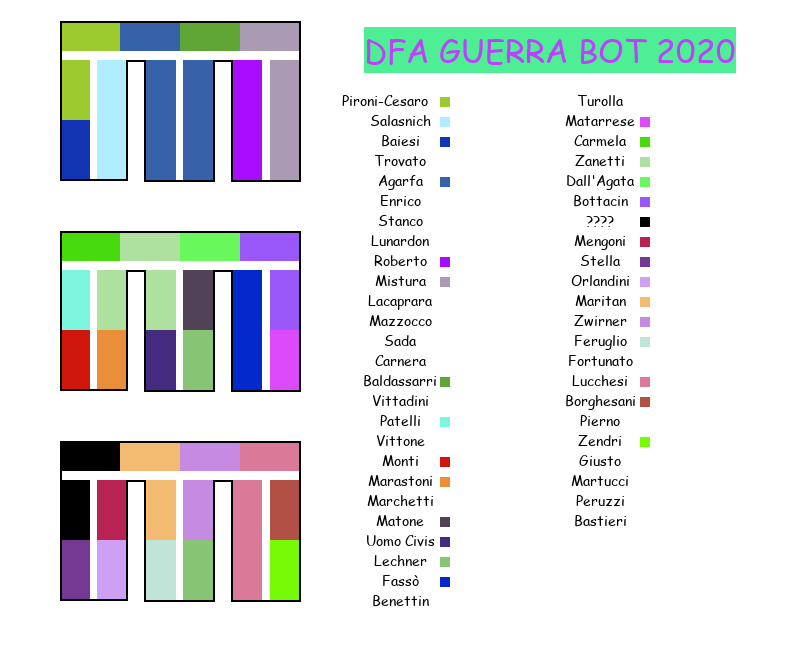 DFA GUERRA BOT 2020
Pironi-Cesaro
Salasnich
Baiesi
Trovato
Agarfa
Enrico
Stanco
Lunardon
Roberto
Mistura
Lacaprara
Mazzocco
Sada
Carnera
Baldassarri
Vittadini
Patelli
Vittone
Monti
Marastoni
Marchetti
Matone
Uomo Civis
Lechner
Fassò
Benettin
Turolla
Matarrese
Carmela
Zanetti
Dall'Agata
Bottacin
????
Mengoni
Stella
Orlandini
Maritan
Zwirner
Feruglio
Fortunato
Lucchesi
Borghesani
Pierno
Zendri
Giusto
Martucci
Peruzzi
Bastieri